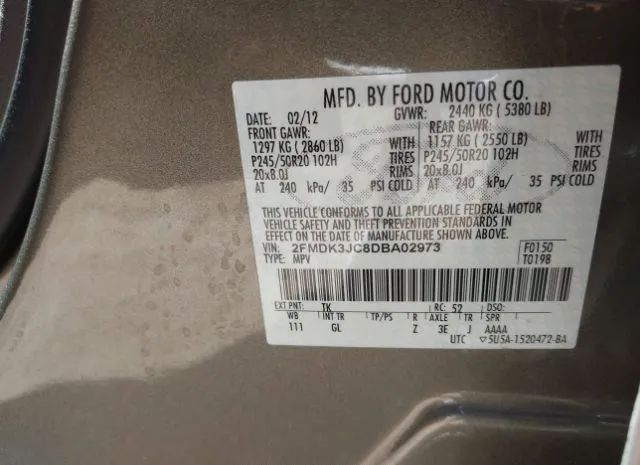 MFD. BY FORD MOTOR CO.
DATE: 02/12 GVWR: 2440 KG ( 5380 LB)
FRONT GAWR: REAR GAWR:
1297 KG ( 2860 LB) WITH 1157 KG ( 2550 LB) WITH
P245/50R20 102H TIRES P245/50R20 102H TIRES
20x8.0J RIMS 20x8.0J RIMS
AT 240 kPa/ 35 PSI COLD AT 240 kPa/ 35 PSI COLD
THIS VEHICLE CONFORMS TO ALL APPLICABLE FEDERAL MOTOR
VEHICLE SAFETY AND THEFT PREVENTION STANDARDS IN
EFFECT ON THE DATE OF MANUFACTURE SHOWN ABOVE.
VIN: 2FMDK3JC8DBA02973 F0150
TYPE: MPV T0198
EXT PNT: TK RC: 52 DSO:
WB INT TR TP/PS R AXLE TR SPR
111 GL Z 3E J AAAA
UTC 5U5A-1520472-BA